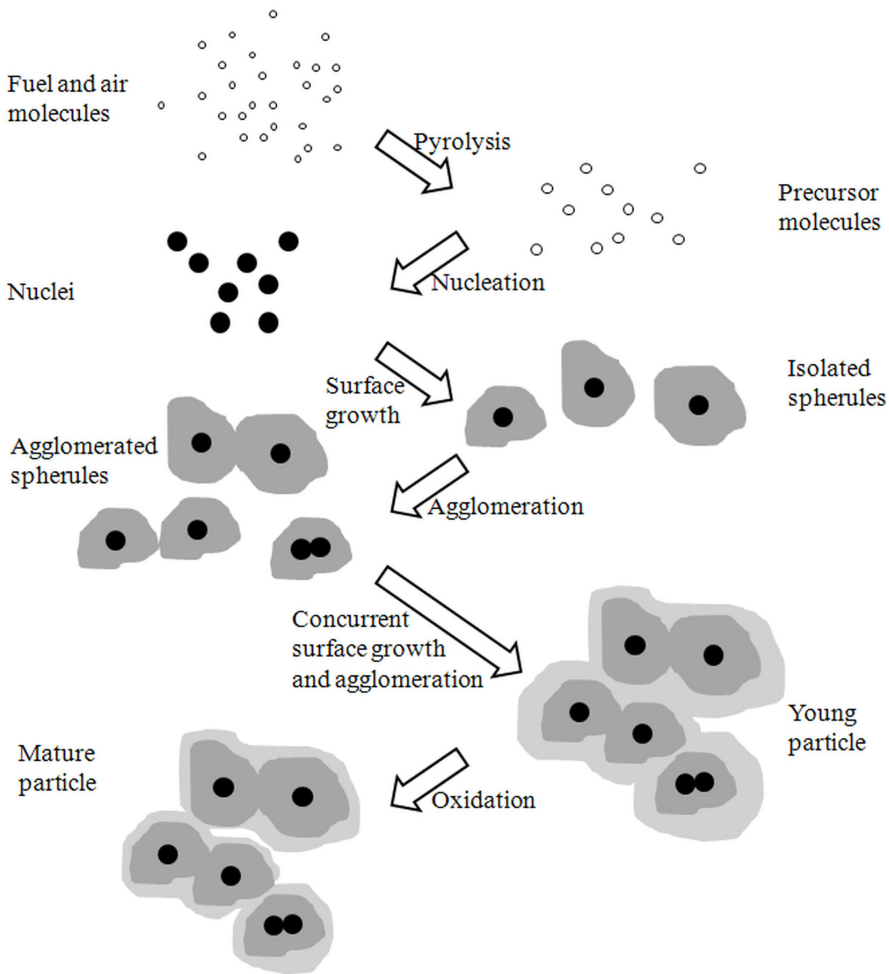 Fuel and air
molecules
Pyrolysis
Precursor
molecules
Nucleation
Nuclei
Surface
growth
Isolated
spherules
Agglomerated
spherules
Agglomeration
Concurrent
surface growth
and agglomeration
Young
particle
Mature
particle
Oxidation